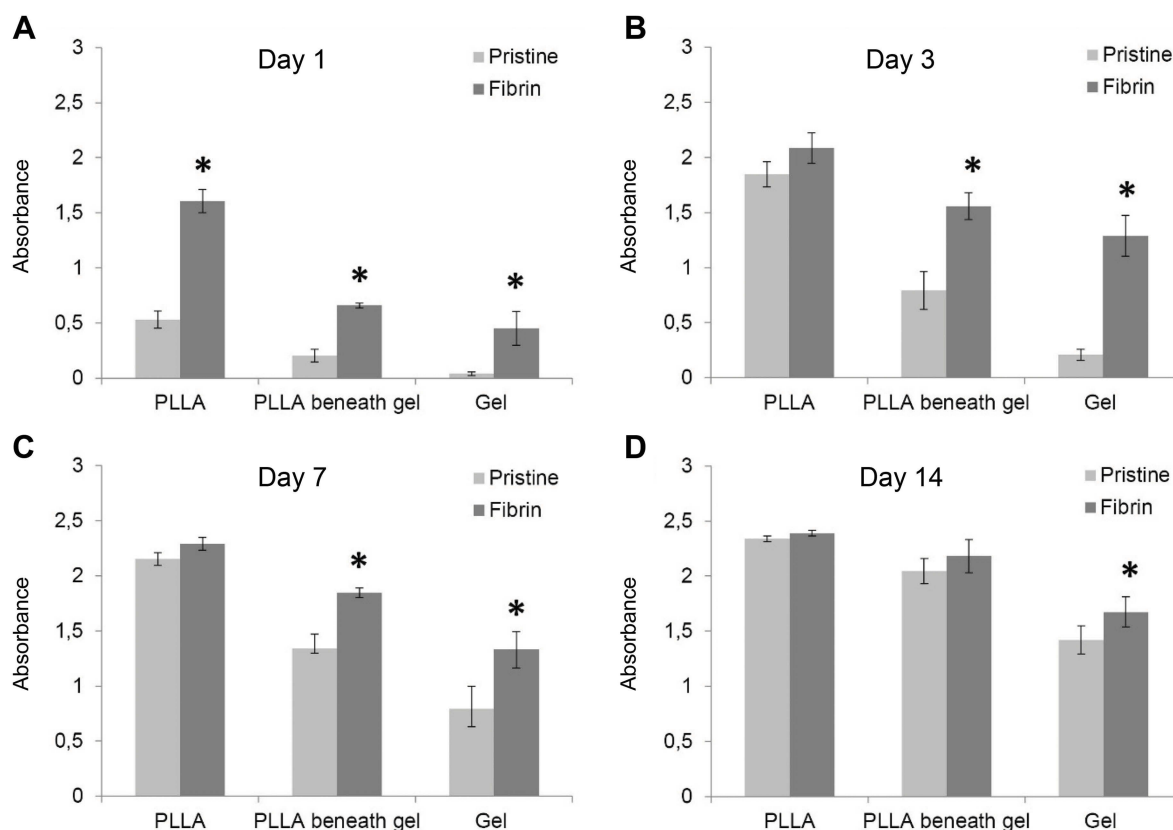 A
Day 1
Pristine
Fibrin
Absorbance
3
2,5
2
1,5
1
0,5
0
*
*
*
PLLA
PLLA beneath gel
Gel
B
Day 3
Pristine
Fibrin
Absorbance
3
2,5
2
1,5
1
0,5
0
*
*
PLLA
PLLA beneath gel
Gel
C
Day 7
Pristine
Fibrin
Absorbance
3
2,5
2
1,5
1
0,5
0
*
*
PLLA
PLLA beneath gel
Gel
D
Day 14
Pristine
Fibrin
Absorbance
3
2,5
2
1,5
1
0,5
0
*
PLLA
PLLA beneath gel
Gel